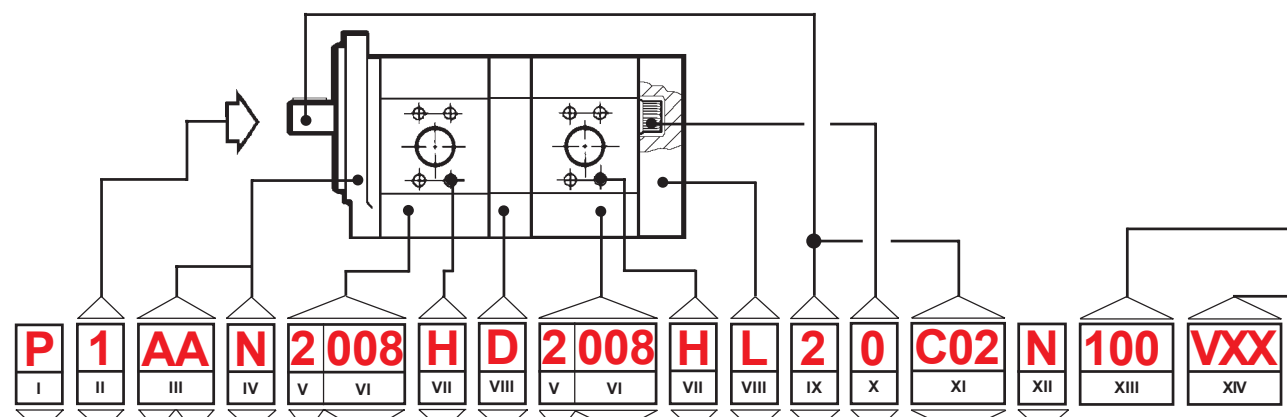 P 1 AA N 2 008 H D 2 008 H L 2 0 C02 N 100 VXX
I II III IV V VI VII VIII V VI VII VIII IX X XI XII XIII XIV